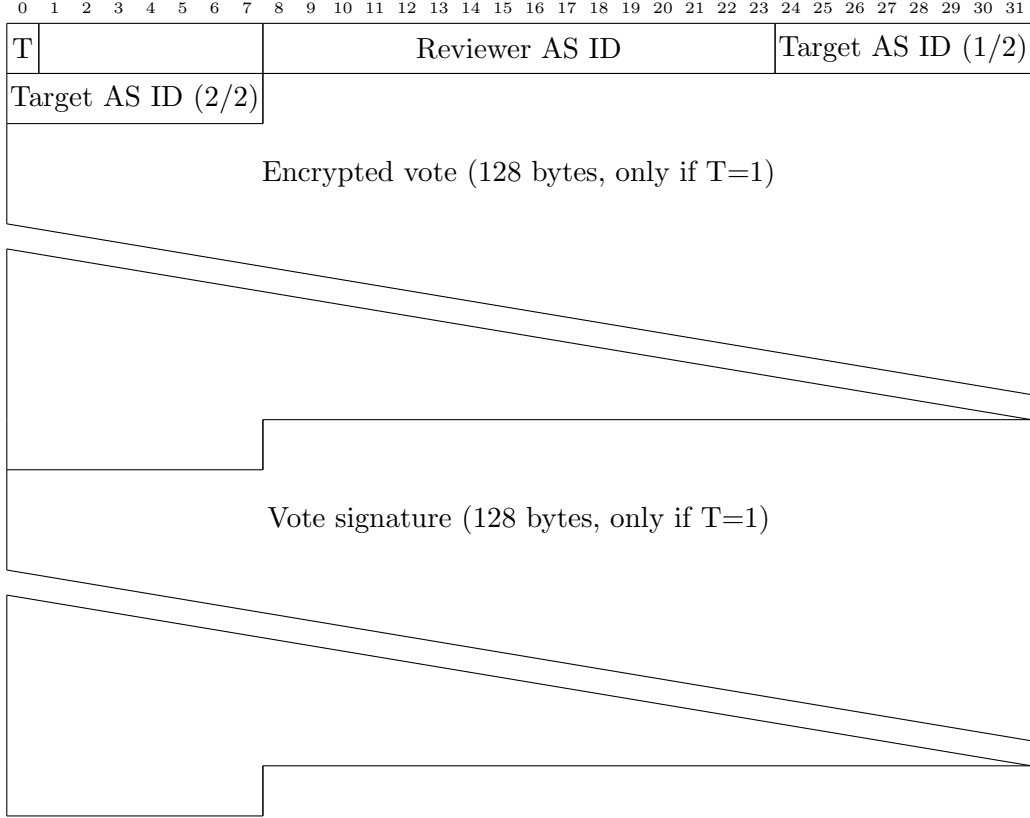 0 1 2 3 4 5 6 7 8 9 10 11 12 13 14 15 16 17 18 19 20 21 22 23 24 25 26 27 28 29 30 31
T Reviewer AS ID Target AS ID (1/2)
Target AS ID (2/2)
Encrypted vote (128 bytes, only if T=1)
Vote signature (128 bytes, only if T=1)